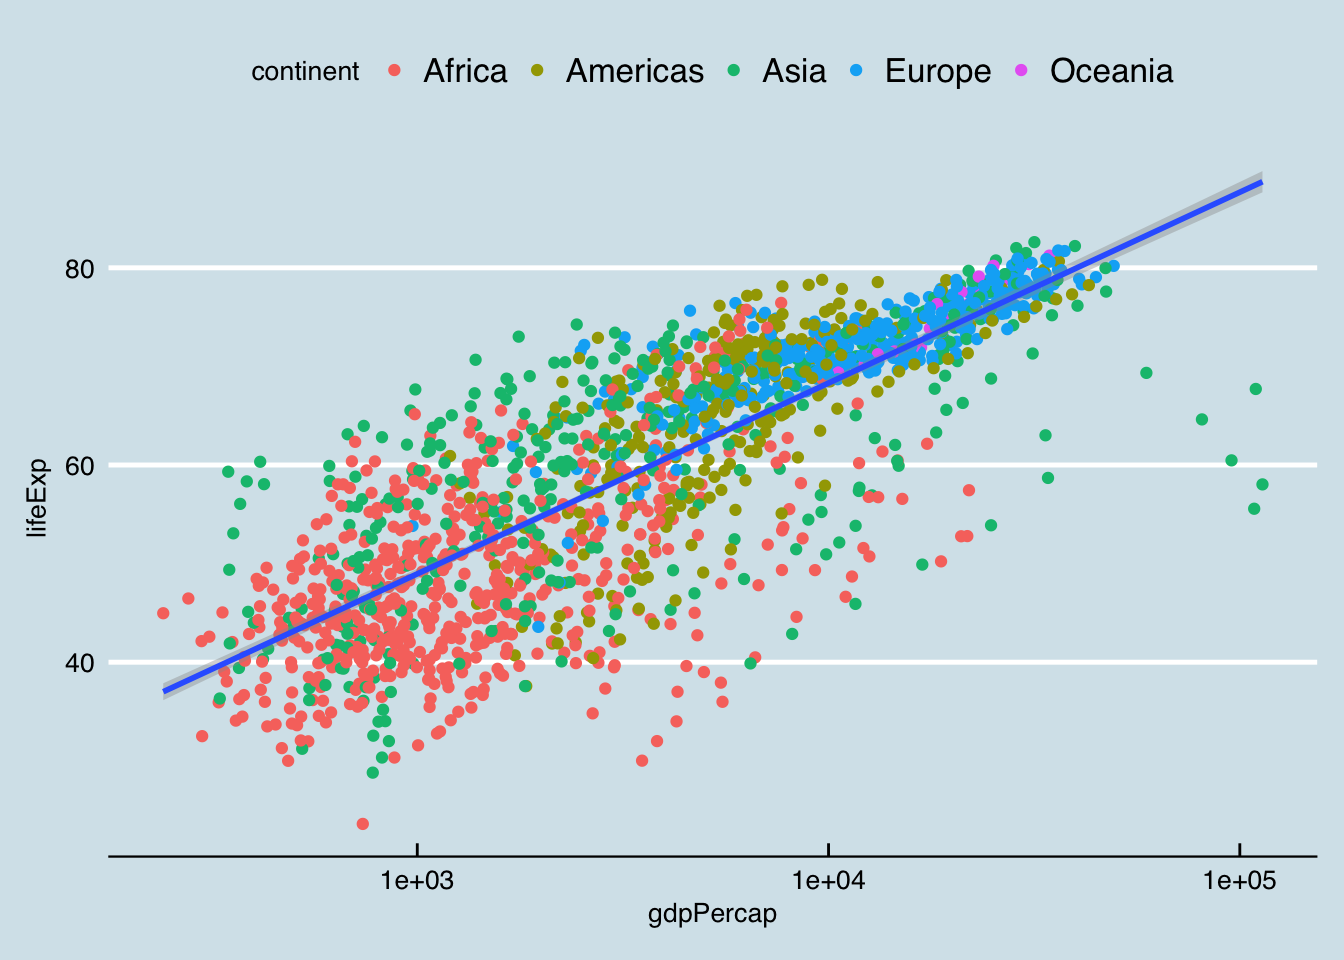 continent Africa Americas Asia Europe Oceania
80
60
40
lifeExp
1e+03 1e+04 1e+05
gdpPercap